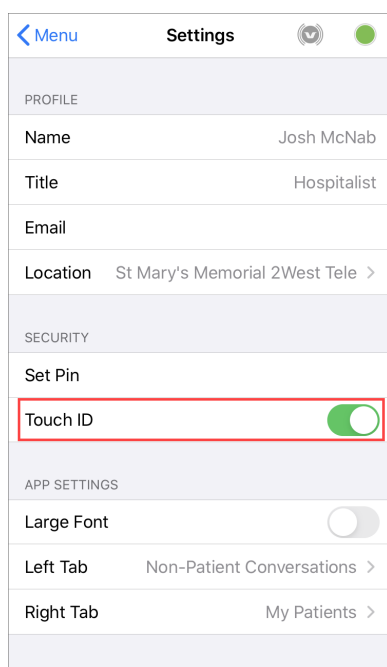 Menu Settings
PROFILE
Name Josh McNab
Title Hospitalist
Email
Location St Mary's Memorial 2West Tele
SECURITY
Set Pin
Touch ID
APP SETTINGS
Large Font
Left Tab Non-Patient Conversations
Right Tab My Patients